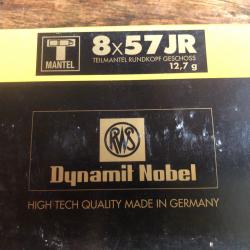 T
MANTEL
8x57JR
TEILMANTEL RUNDKOPF GESCHOSS
12,7 g
RWS
Dynamit Nobel
HIGH TECH QUALITY MADE IN GERMANY